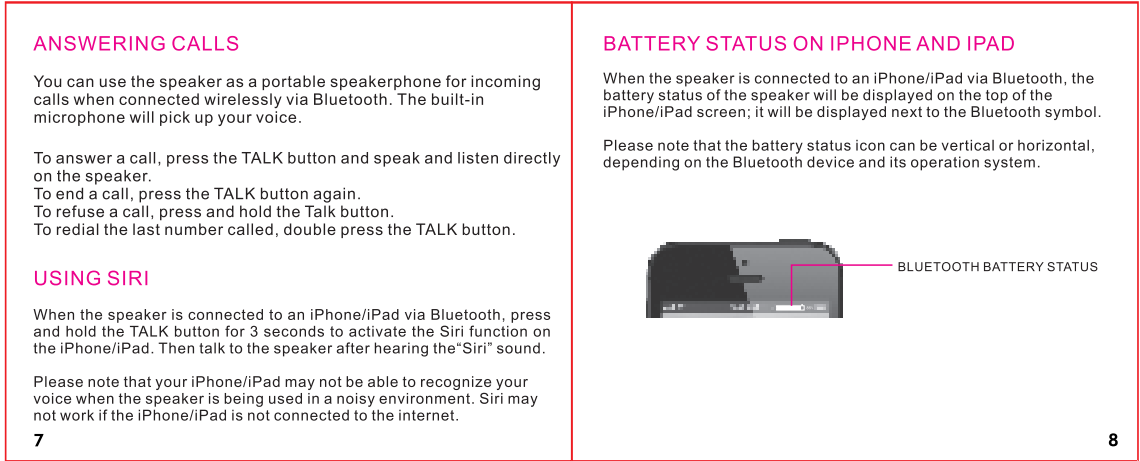 ANSWERING CALLS
You can use the speaker as a portable speakerphone for incoming
calls when connected wirelessly via Bluetooth. The built-in
microphone will pick up your voice.
To answer a call, press the TALK button and speak and listen directly
on the speaker.
To end a call, press the TALK button again.
To refuse a call, press and hold the Talk button.
To redial the last number called, double press the TALK button.
USING SIRI
When the speaker is connected to an iPhone/iPad via Bluetooth, press
and hold the TALK button for 3 seconds to activate the Siri function on
the iPhone/iPad. Then talk to the speaker after hearing the“Siri” sound.
Please note that your iPhone/iPad may not be able to recognize your
voice when the speaker is being used in a noisy environment. Siri may
not work if the iPhone/iPad is not connected to the internet.
7
BATTERY STATUS ON IPHONE AND IPAD
When the speaker is connected to an iPhone/iPad via Bluetooth, the
battery status of the speaker will be displayed on the top of the
iPhone/iPad screen; it will be displayed next to the Bluetooth symbol.
Please note that the battery status icon can be vertical or horizontal,
depending on the Bluetooth device and its operation system.
BLUETOOTH BATTERY STATUS
8